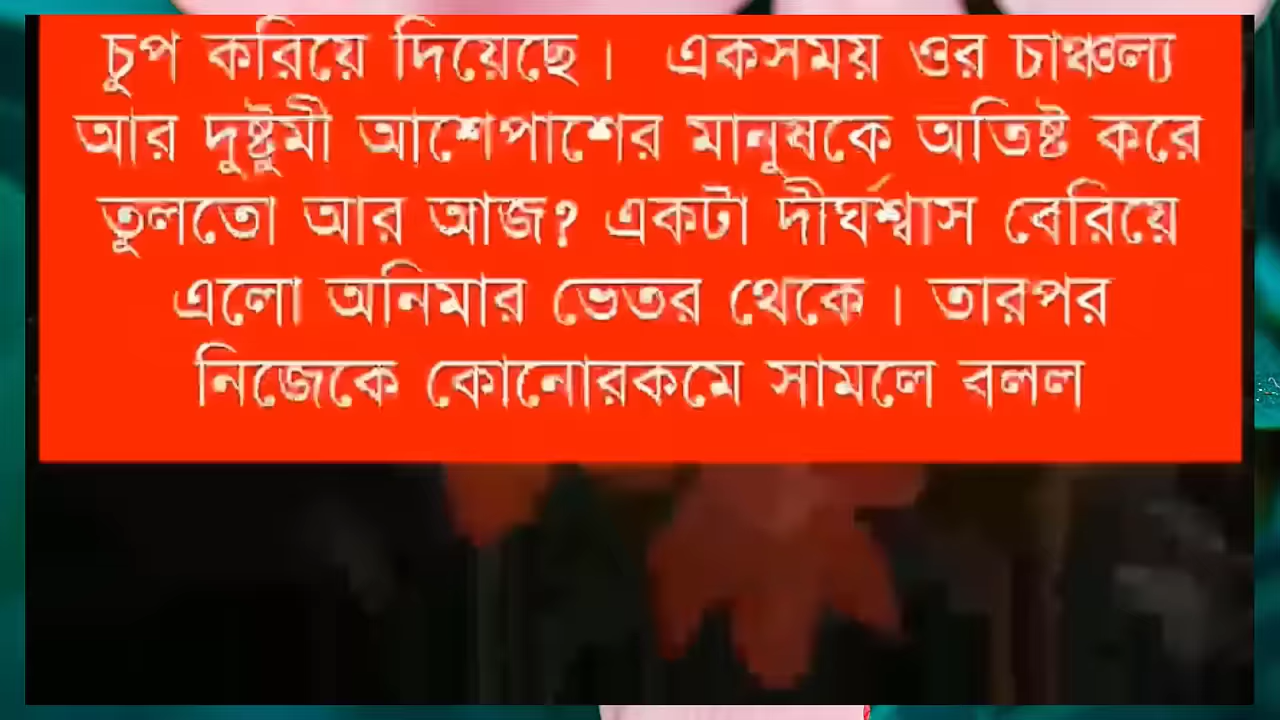 চুপ করিয়ে দিয়েছে। একসময় ওর চাঞ্চল্য
আর দুষ্টুমী আশেপাশের মানুষকে অতিষ্ট করে
তুলতো আর আজ? একটা দীর্ঘশ্বাস বেরিয়ে
এলো অনিমার ভেতর থেকে। তারপর
নিজেকে কোনোরকমে সামলে বলল